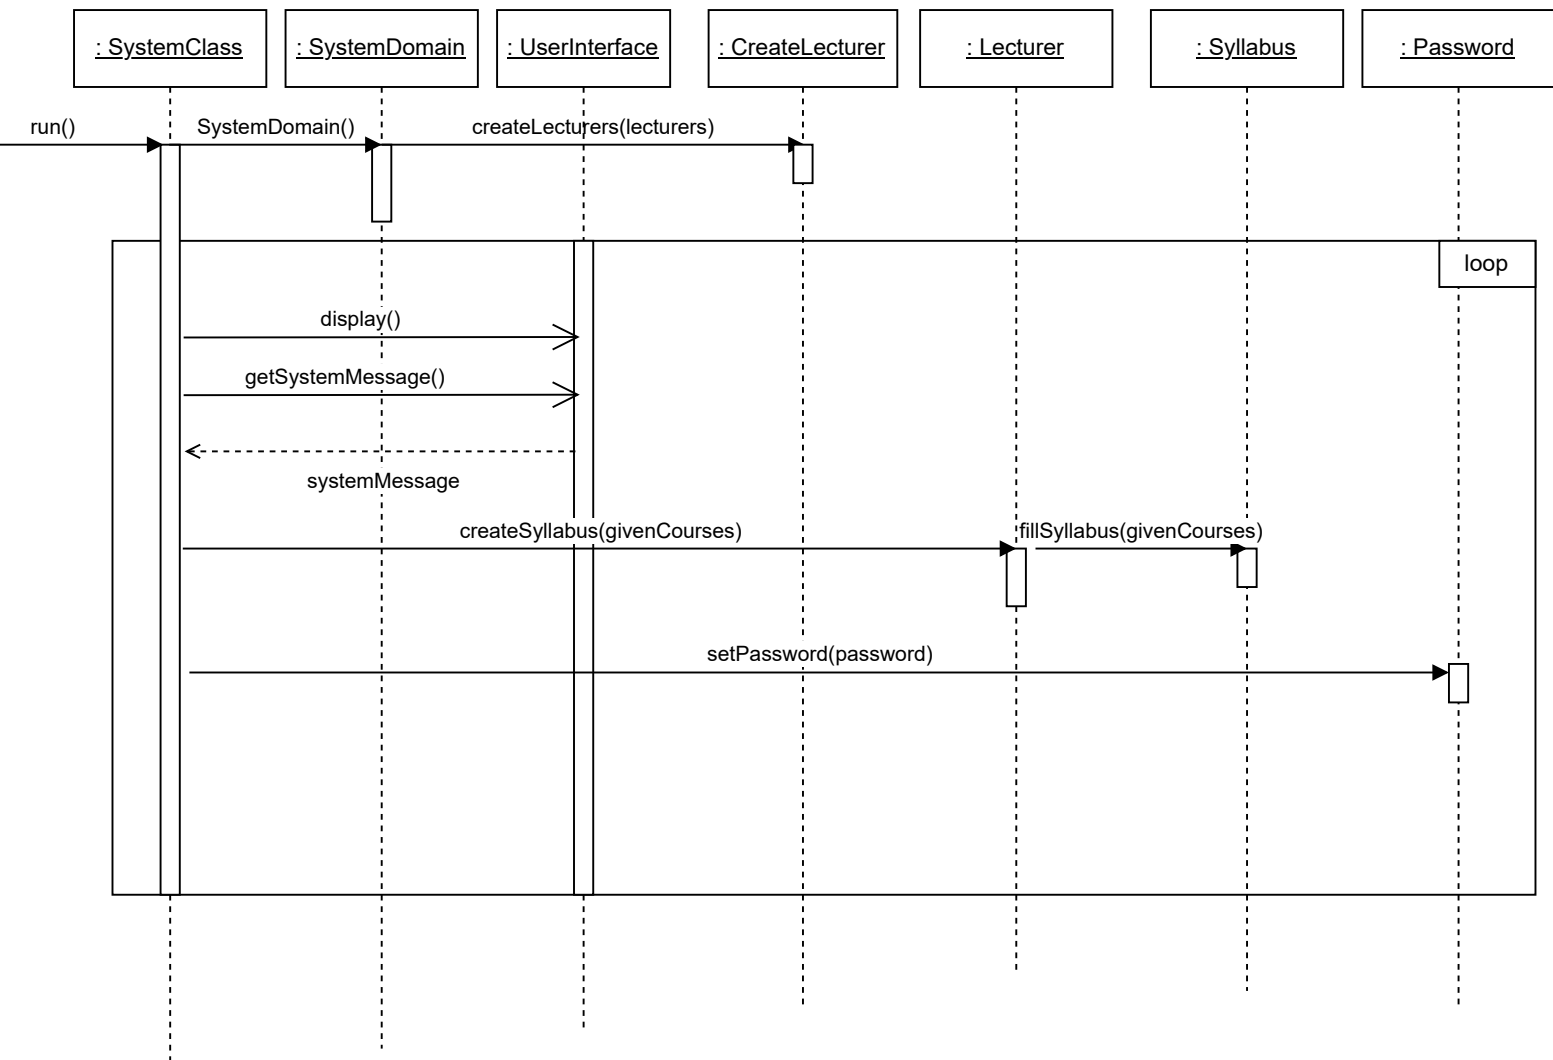 : SystemClass
: SystemDomain
: UserInterface
: CreateLecturer
: Lecturer
: Syllabus
: Password
run()
SystemDomain()
createLecturers(lecturers)
loop
display()
getSystemMessage()
systemMessage
createSyllabus(givenCourses)
fillSyllabus(givenCourses)
setPassword(password)